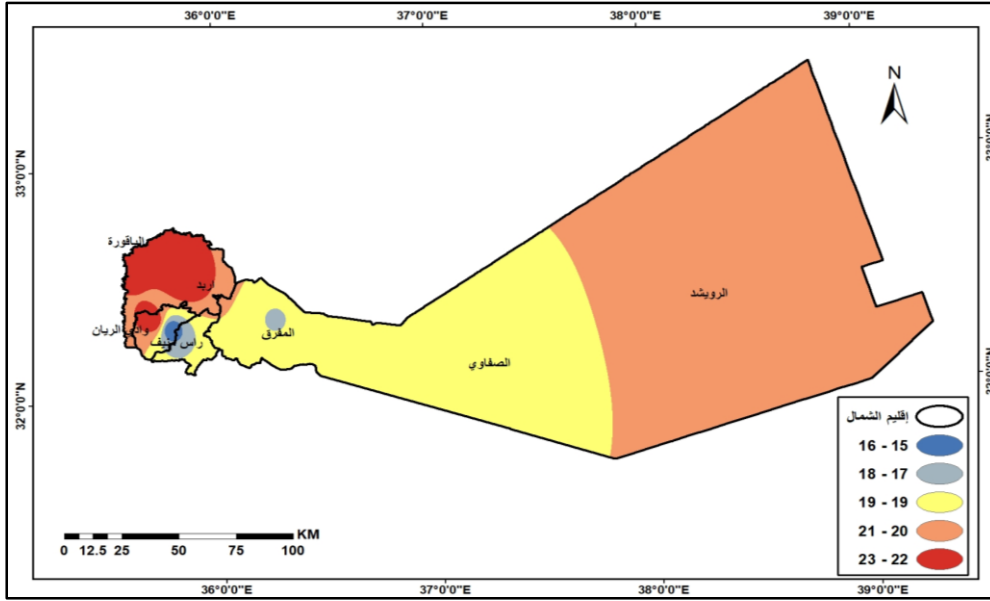 36°0'0"E 37°0'0"E 38°0'0"E 39°0'0"E
N
33°0'0"N
32°0'0"N
الباقورة
اربد
وادي الريان
راس منيف
المفرق
الصفاوي
الرويشد
إقليم الشمال
16 - 15
18 - 17
19 - 19
21 - 20
23 - 22
KM
0 12.5 25 50 75 100
36°0'0"E 37°0'0"E 38°0'0"E 39°0'0"E